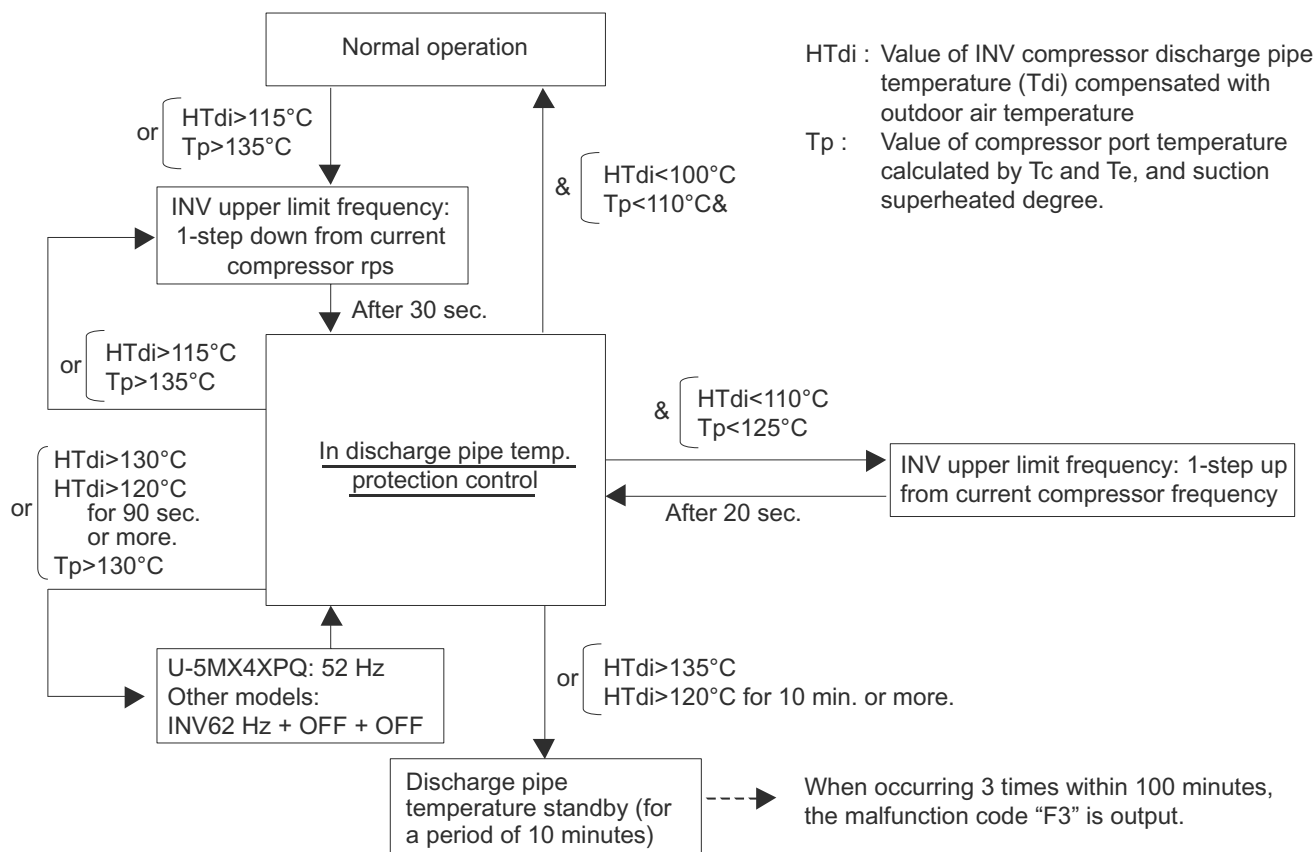 Normal operation
HTdi : Value of INV compressor discharge pipe
temperature (Tdi) compensated with
outdoor air temperature
Tp : Value of compressor port temperature
calculated by Tc and Te, and suction
superheated degree.
or
HTdi>115°C
Tp>135°C
&
HTdi<100°C
Tp<110°C&
INV upper limit frequency:
1-step down from current
compressor rps
After 30 sec.
or
HTdi>115°C
Tp>135°C
&
HTdi<110°C
Tp<125°C
In discharge pipe temp.
protection control
INV upper limit frequency: 1-step up
from current compressor frequency
After 20 sec.
or
HTdi>130°C
HTdi>120°C
for 90 sec.
or more.
Tp>130°C
U-5MX4XPQ: 52 Hz
Other models:
INV62 Hz + OFF + OFF
or
HTdi>135°C
HTdi>120°C for 10 min. or more.
Discharge pipe
temperature standby (for
a period of 10 minutes)
When occurring 3 times within 100 minutes,
the malfunction code “F3” is output.